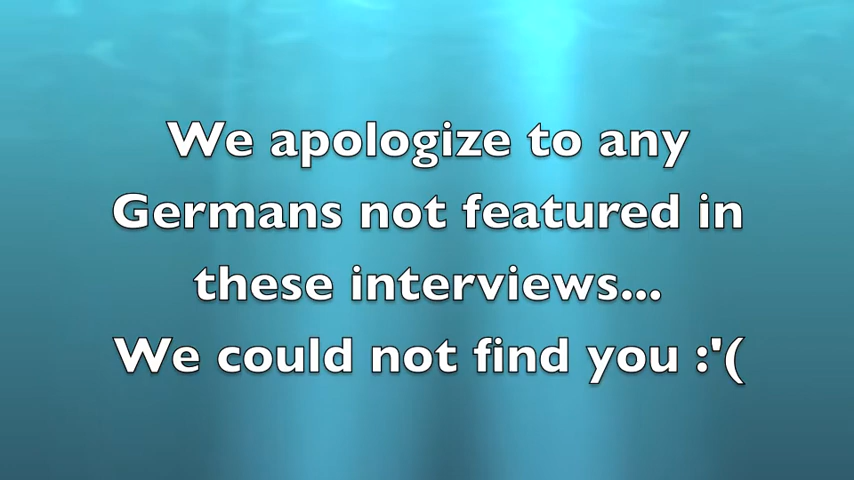 We apologize to any
Germans not featured in
these interviews...
We could not find you :'(